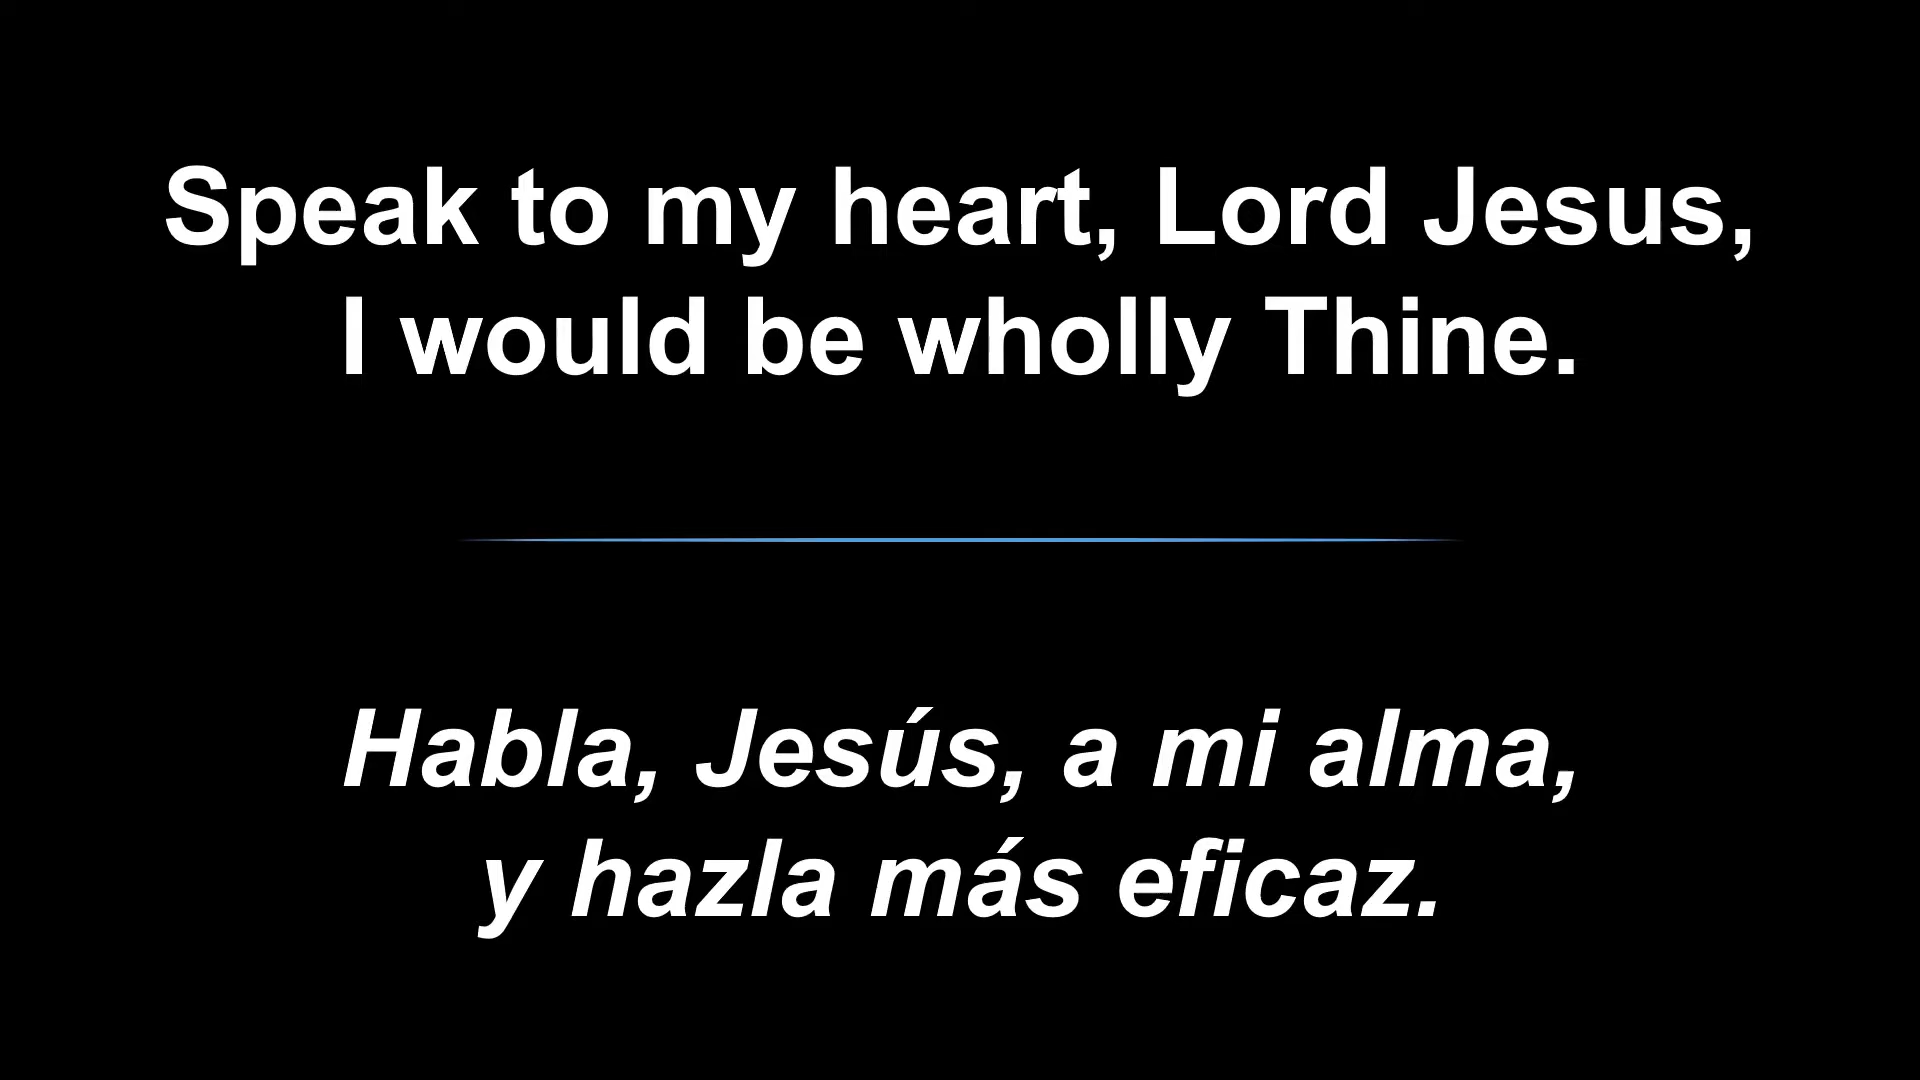 Speak to my heart, Lord Jesus,
I would be wholly Thine.
Habla, Jesús, a mi alma,
y hazla más eficaz.